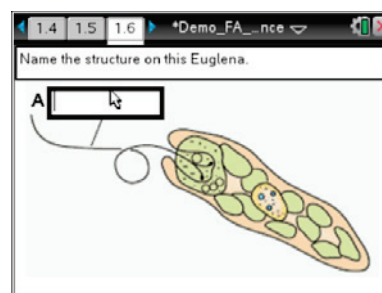 1.4 1.5 1.6 *Demo_FA_…nce
Name the structure on this Euglena.
A